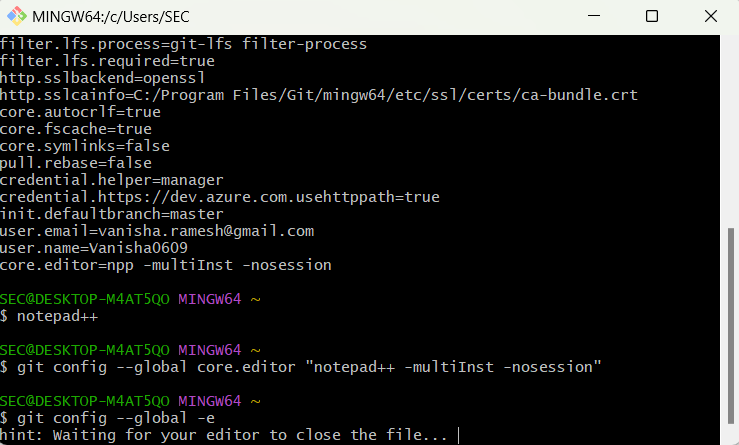 MINGW64:/c/Users/SEC
filter.lfs.process=git-lfs filter-process
filter.lfs.required=true
http.sslbackend=openssl
http.sslcainfo=C:/Program Files/Git/mingw64/etc/ssl/certs/ca-bundle.crt
core.autocrlf=true
core.fscache=true
core.symlinks=false
pull.rebase=false
credential.helper=manager
credential.https://dev.azure.com.usehttppath=true
init.defaultbranch=master
user.email=vanisha.ramesh@gmail.com
user.name=Vanisha0609
core.editor=npp -multiInst -nosession
SEC@DESKTOP-M4AT5QO MINGW64 ~
$ notepad++
SEC@DESKTOP-M4AT5QO MINGW64 ~
$ git config --global core.editor "notepad++ -multiInst -nosession"
SEC@DESKTOP-M4AT5QO MINGW64 ~
$ git config --global -e
hint: Waiting for your editor to close the file...